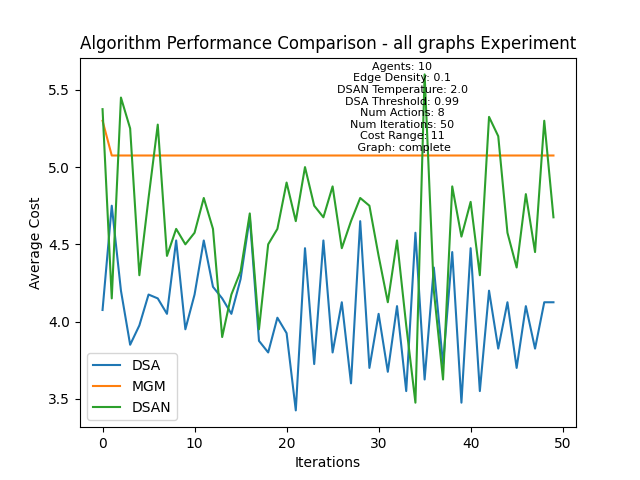 Algorithm Performance Comparison - all graphs Experiment
Agents: 10
Edge Density: 0.1
DSAN Temperature: 2.0
DSA Threshold: 0.99
Num Actions: 8
Num Iterations: 50
Cost Range: 11
Graph: complete
Average Cost
5.5
5.0
4.5
4.0
3.5
DSA
MGM
DSAN
0
10
20
30
40
50
Iterations